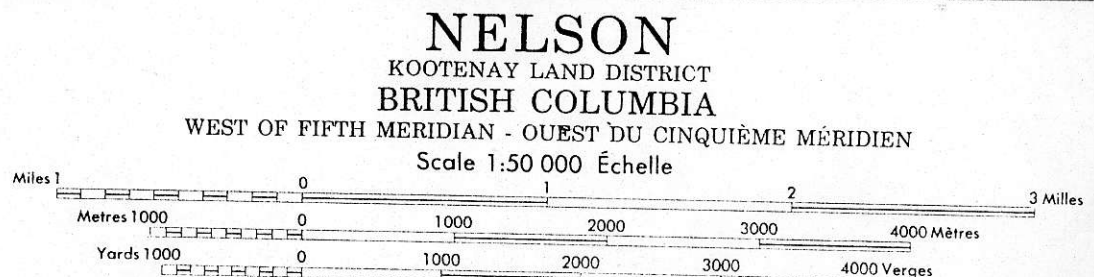 NELSON
KOOTENAY LAND DISTRICT
BRITISH COLUMBIA
WEST OF FIFTH MERIDIAN - OUEST DU CINQUIÈME MÉRIDIEN
Scale 1:50 000 Échelle
Miles 1 0 1 2 3 Milles
Metres 1000 0 1000 2000 3000 4000 Mètres
Yards 1000 0 1000 2000 3000 4000 Verges